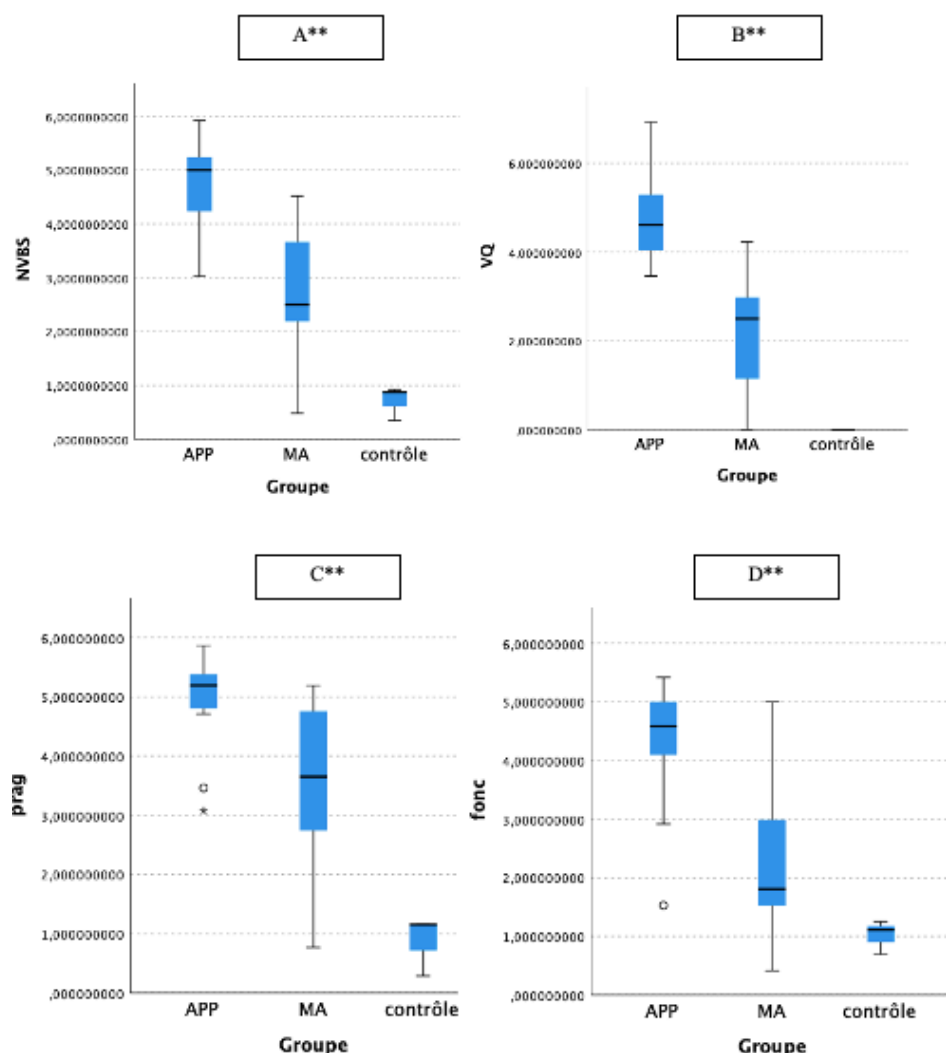 A**
NVBS
6,0000000000
5,0000000000
4,0000000000
3,0000000000
2,0000000000
1,0000000000
,0000000000
APP MA contrôle
Groupe
B**
VQ
6,000000000
4,000000000
2,000000000
,000000000
APP MA contrôle
Groupe
C**
prag
6,000000000
5,000000000
4,000000000
3,000000000
2,000000000
1,000000000
,000000000
APP MA contrôle
Groupe
D**
fonc
6,000000000
5,000000000
4,000000000
3,000000000
2,000000000
1,000000000
,000000000
APP MA contrôle
Groupe